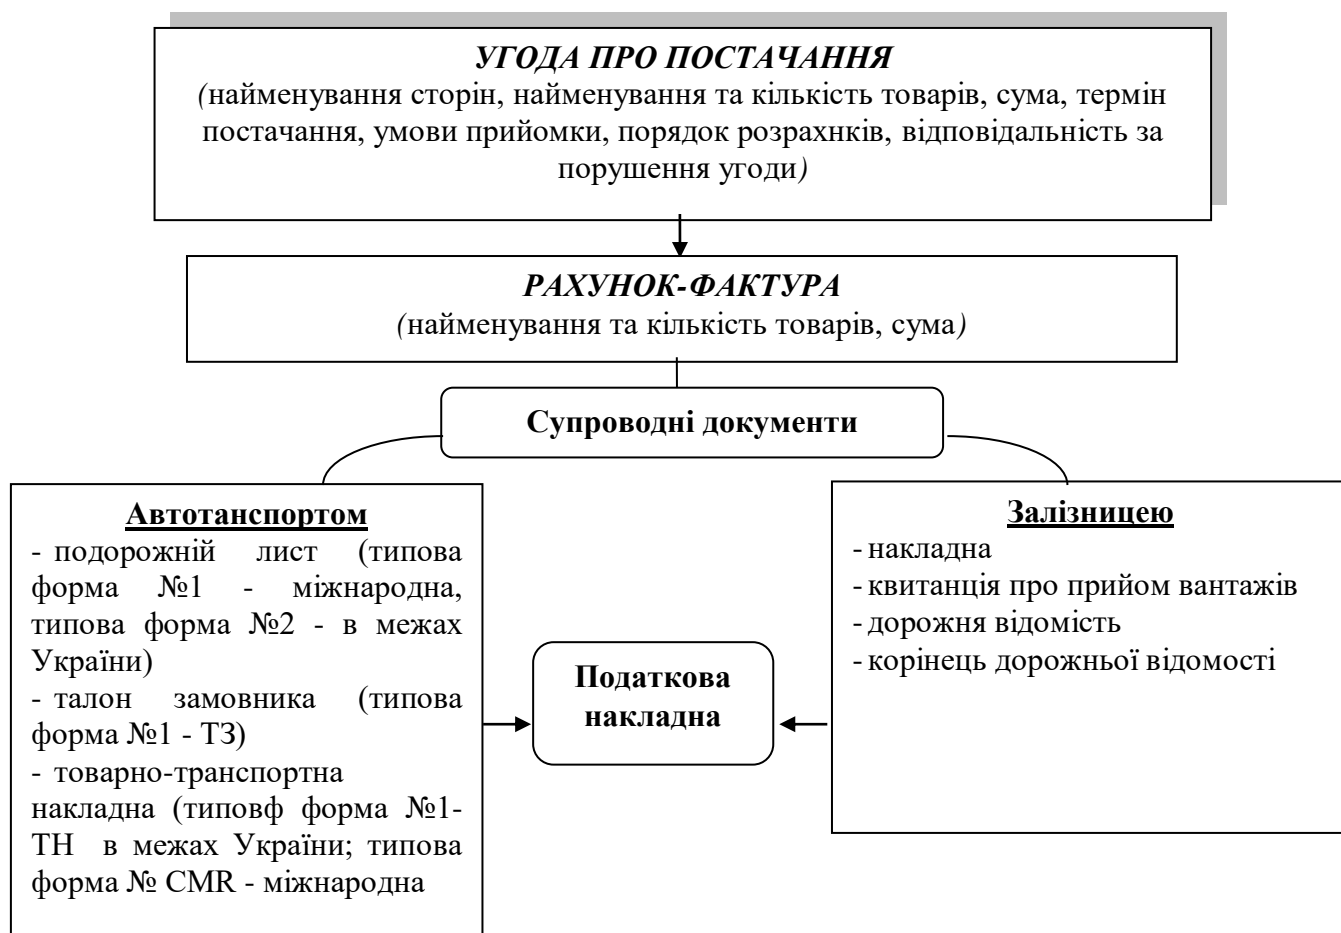 УГОДА ПРО ПОСТАЧАННЯ
(найменування сторін, найменування та кількість товарів, сума, термін
постачання, умови прийомки, порядок розрахнків, відповідальність за
порушення угоди)
РАХУНОК-ФАКТУРА
(найменування та кількість товарів, сума)
Супроводні документи
Автотанспортом
- подорожній лист (типова
форма №1 - міжнародна,
типова форма №2 - в межах
України)
- талон замовника (типова
форма №1 - ТЗ)
- товарно-транспортна
накладна (типовф форма №1-
ТН в межах України; типова
форма № CMR - міжнародна
Податкова
накладна
Залізницею
- накладна
- квитанція про прийом вантажів
- дорожня відомість
- корінець дорожньої відомості